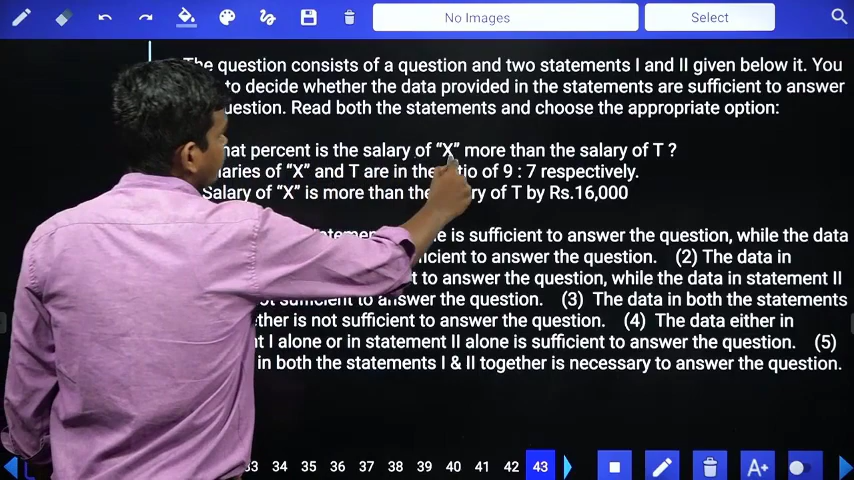 No Images
Select
The question consists of a question and two statements I and II given below it. You
to decide whether the data provided in the statements are sufficient to answer
question. Read both the statements and choose the appropriate option:
percent is the salary of “X” more than the salary of T ?
of “X” and T are in the ratio of 9 : 7 respectively.
Salary of “X” is more than the salary of T by Rs.16,000
is sufficient to answer the question, while the data
to answer the question. (2) The data in
to answer the question, while the data in statement II
not sufficient to answer the question. (3) The data in both the statements
is not sufficient to answer the question. (4) The data either in
I alone or in statement II alone is sufficient to answer the question. (5)
in both the statements I & II together is necessary to answer the question.
33 34 35 36 37 38 39 40 41 42 43
A+